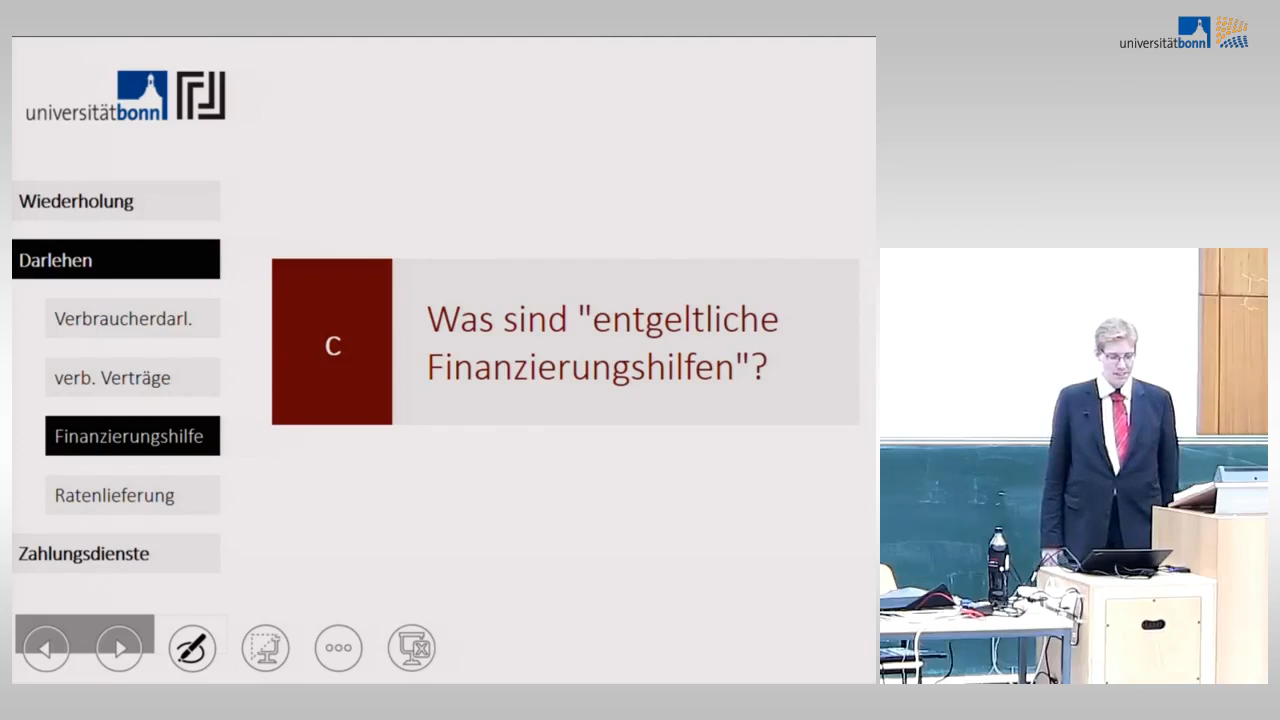 universitätbonn
universitätbonn
Wiederholung
Darlehen
Verbraucherdarl.
verb. Verträge
Finanzierungshilfe
Ratenlieferung
Zahlungsdienste
C
Was sind "entgeltliche
Finanzierungshilfen"?